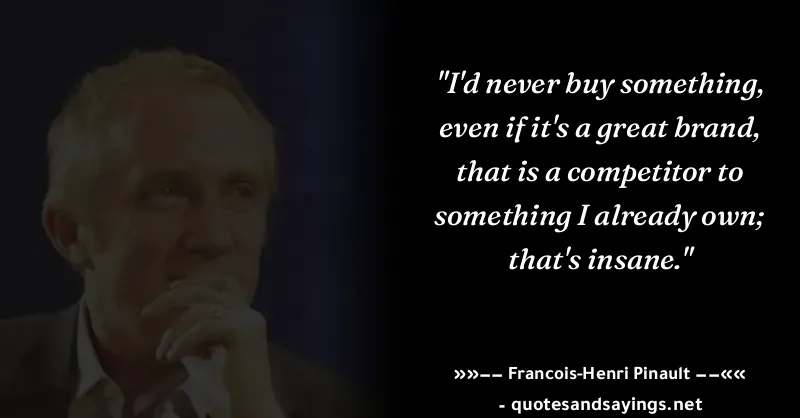 "I'd never buy something,
even if it's a great brand,
that is a competitor to
something I already own;
that's insane."
»»–– Francois-Henri Pinault ––««
- quotesandsayings.net